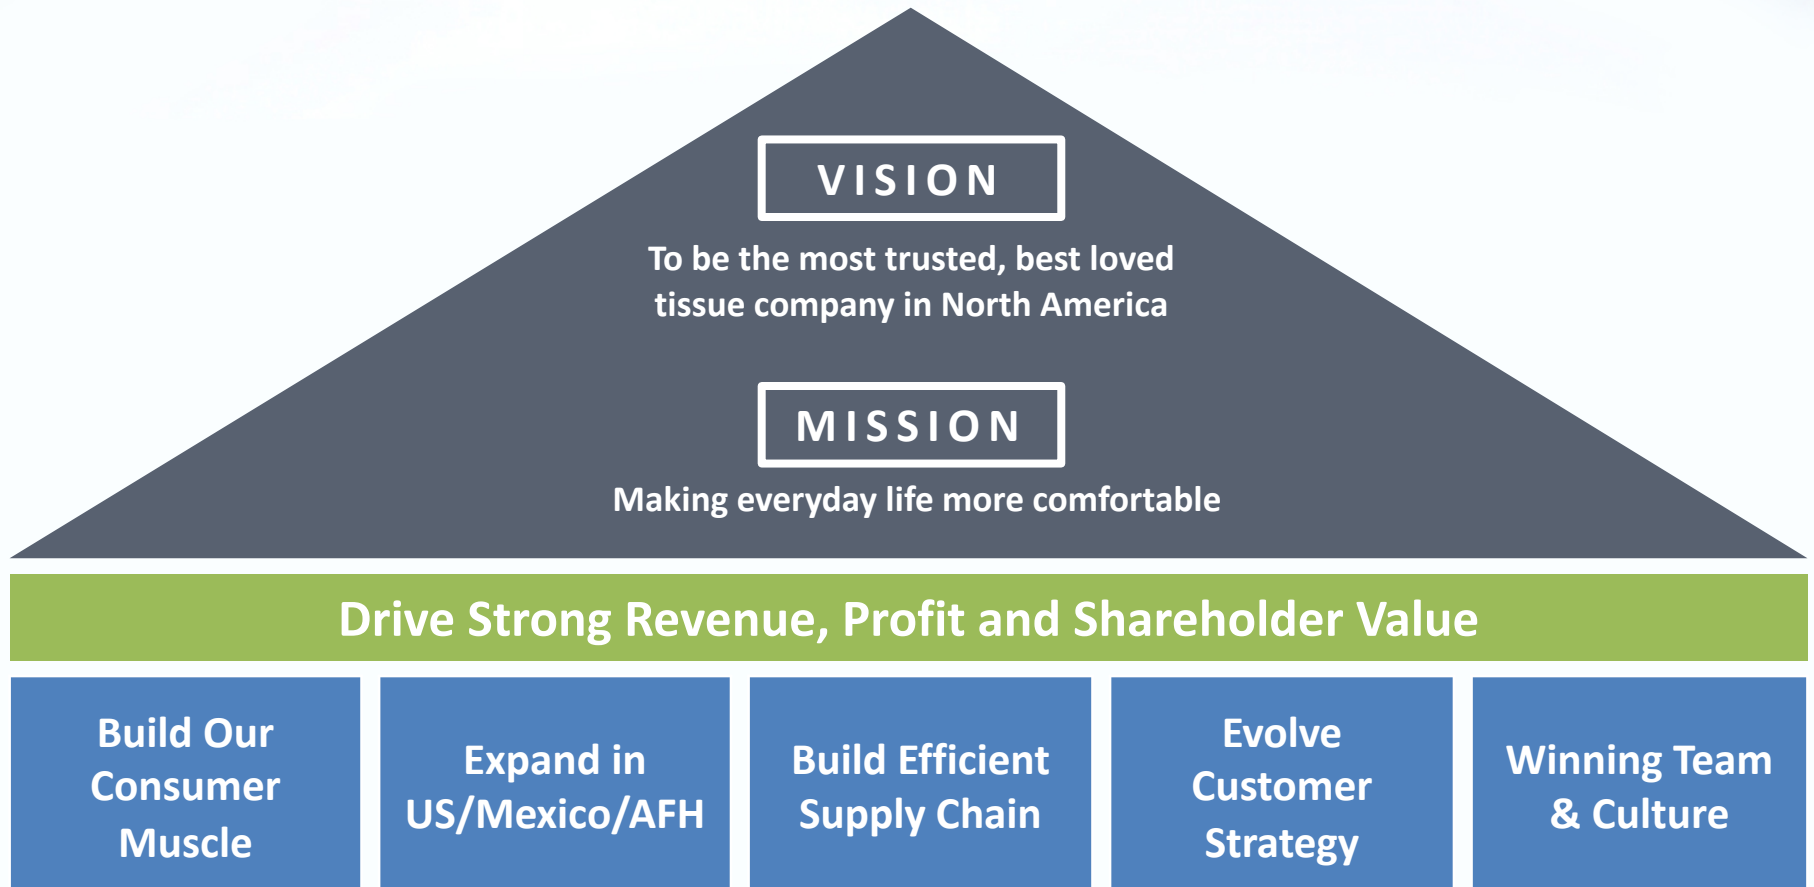 VISION
To be the most trusted, best loved
tissue company in North America
MISSION
Making everyday life more comfortable
Drive Strong Revenue, Profit and Shareholder Value
Build Our
Consumer
Muscle
Expand in
US/Mexico/AFH
Build Efficient
Supply Chain
Evolve
Customer
Strategy
Winning Team
& Culture